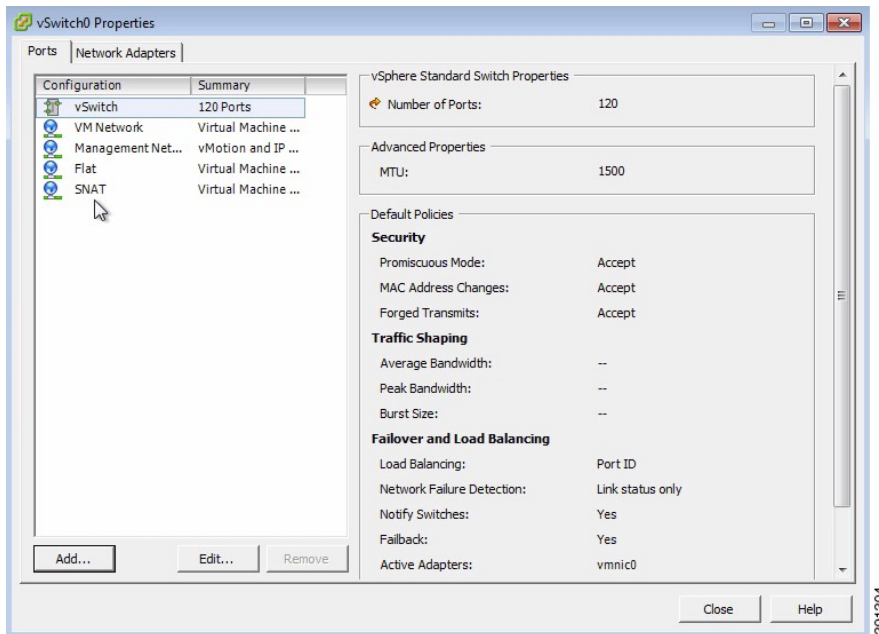 vSwitch0 Properties
Ports Network Adapters
Configuration Summary
vSwitch 120 Ports
VM Network Virtual Machine ...
Management Net... vMotion and IP ...
Flat Virtual Machine ...
SNAT Virtual Machine ...
Add... Edit... Remove
vSphere Standard Switch Properties
Number of Ports: 120
Advanced Properties
MTU: 1500
Default Policies
Security
Promiscuous Mode: Accept
MAC Address Changes: Accept
Forged Transmits: Accept
Traffic Shaping
Average Bandwidth: --
Peak Bandwidth: --
Burst Size: --
Failover and Load Balancing
Load Balancing: Port ID
Network Failure Detection: Link status only
Notify Switches: Yes
Failback: Yes
Active Adapters: vmnic0
Close Help